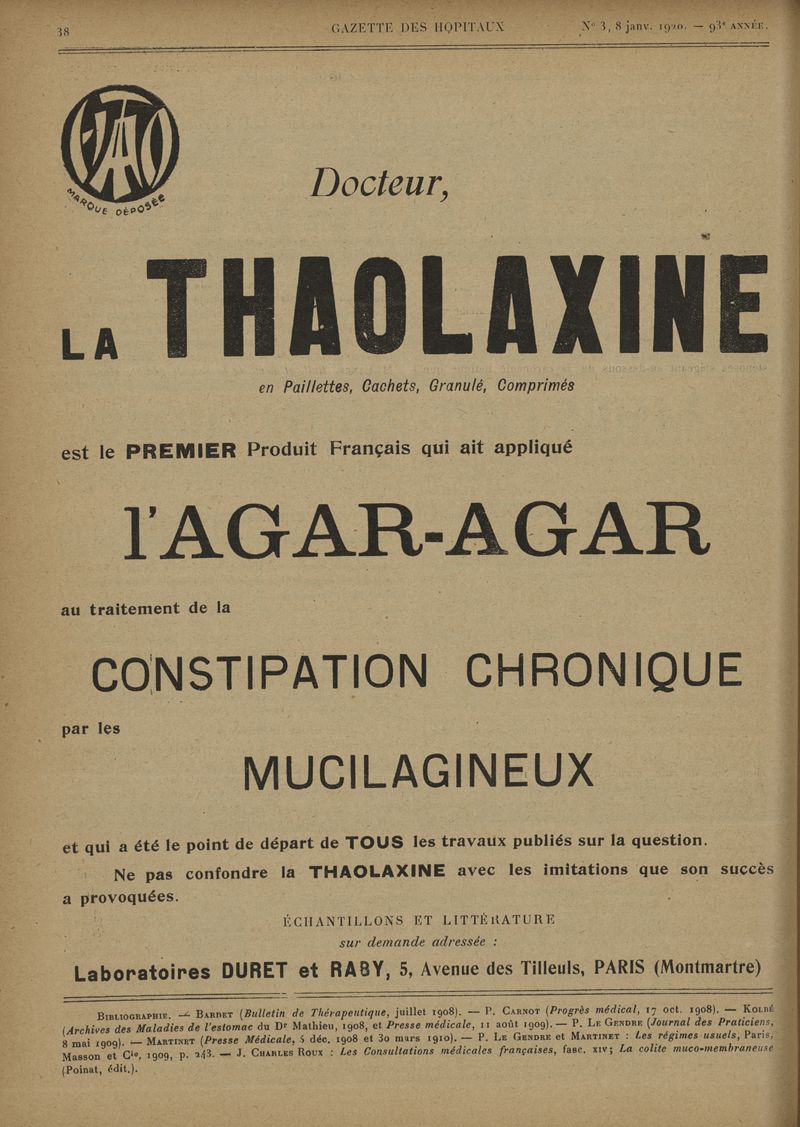 38
GAZETTE DES HOPITAUX
N° 3, 8 janv. 1920. — 93e ANNÉE.
MARQUE DÉPOSÉE
Docteur,
LA THAOLAXINE
en Paillettes, Cachets, Granulé, Comprimés
est le PREMIER Produit Français qui ait appliqué
l'AGAR-AGAR
au traitement de la
CONSTIPATION CHRONIQUE
par les
MUCILAGINEUX
et qui a été le point de départ de TOUS les travaux publiés sur la question.
Ne pas confondre la THAOLAXINE avec les imitations que son succès
a provoquées.
ÉCHANTILLONS ET LITTÉRATURE
sur demande adressée :
Laboratoires DURET et RABY, 5, Avenue des Tilleuls, PARIS (Montmartre)
BIBLIOGRAPHIE. — BARDET (Bulletin de Thérapeutique, juillet 1908). — P. CARNOT (Progrès médical, 17 oct. 1908). — KOLBÉ
(Archives des Maladies de l'estomac du Dr Mathieu, 1908, et Presse médicale, 11 août 1909). — P. LE GENDRE (Journal des Praticiens,
8 mai 1909). — MARTINET (Presse Médicale, 5 déc. 1908 et 30 mars 1910). — P. LE GENDRE et MARTINET : Les régimes usuels, Paris,
Masson et Cie, 1909, p. 243. — J. CHARLES ROUX : Les Consultations médicales françaises, fasc. XIV; La colite muco-membraneuse
(Poinat, édit.).